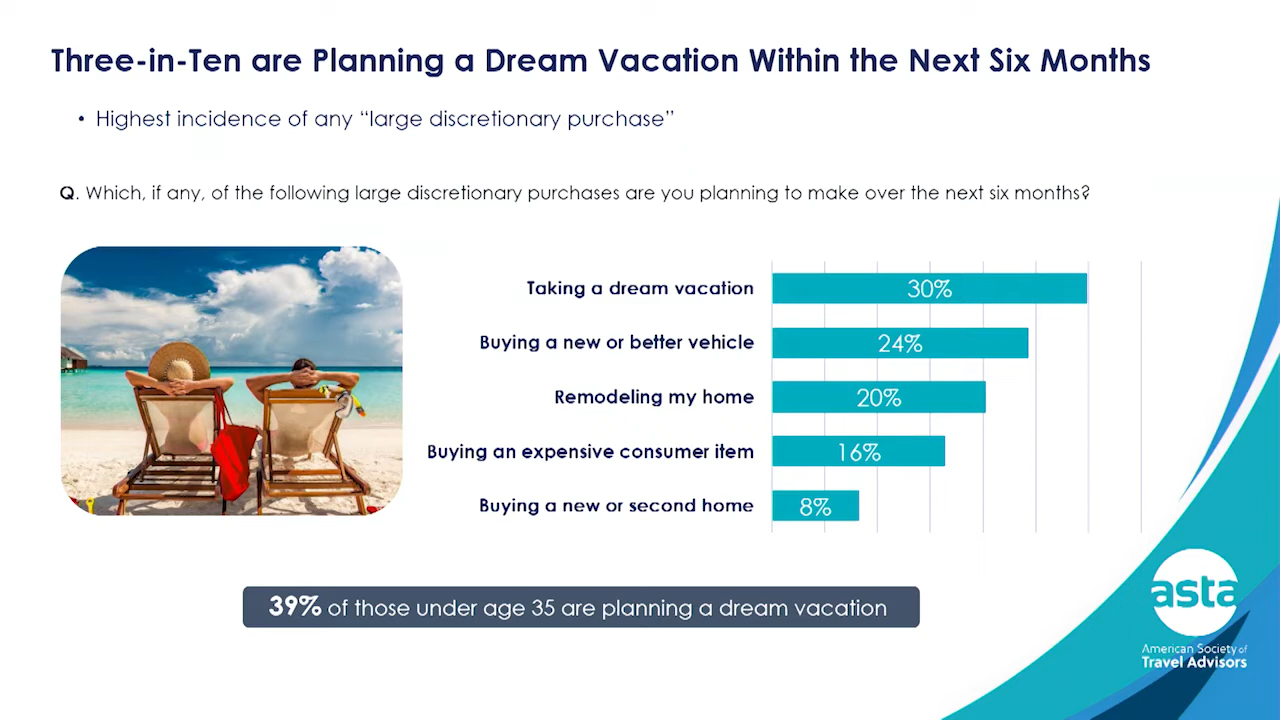 Three-in-Ten are Planning a Dream Vacation Within the Next Six Months
• Highest incidence of any “large discretionary purchase”
Q. Which, if any, of the following large discretionary purchases are you planning to make over the next six months?
Taking a dream vacation 30%
Buying a new or better vehicle 24%
Remodeling my home 20%
Buying an expensive consumer item 16%
Buying a new or second home 8%
39% of those under age 35 are planning a dream vacation
asta
American Society of
Travel Advisors